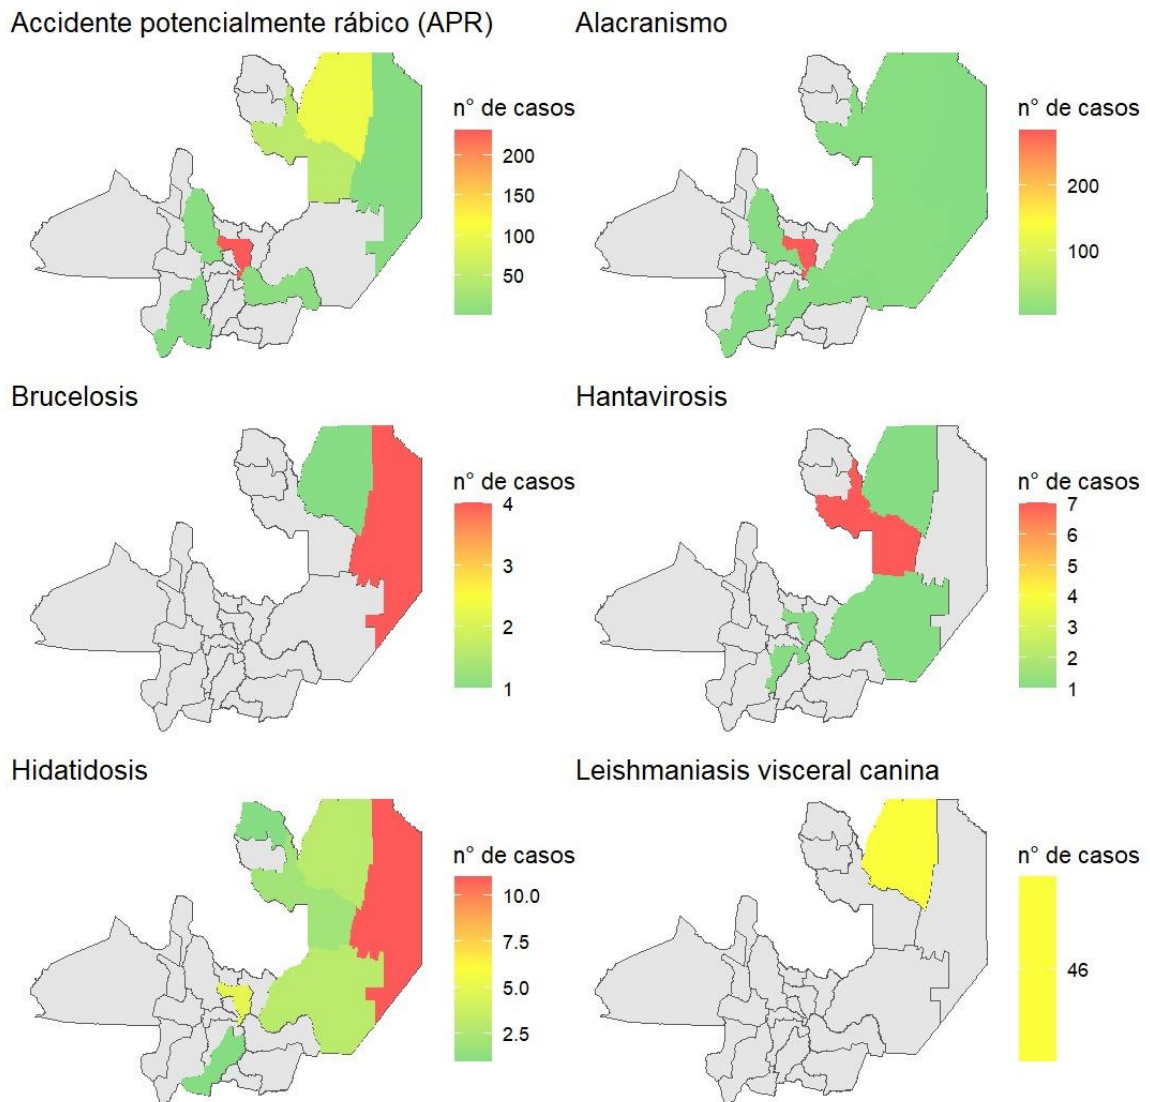 Accidente potencialmente rábico (APR)
n° de casos
200
150
100
50
Alacranismo
n° de casos
200
100
Brucelosis
n° de casos
4
3
2
1
Hantavirosis
n° de casos
7
6
5
4
3
2
1
Hidatidosis
n° de casos
10.0
7.5
5.0
2.5
Leishmaniasis visceral canina
n° de casos
46